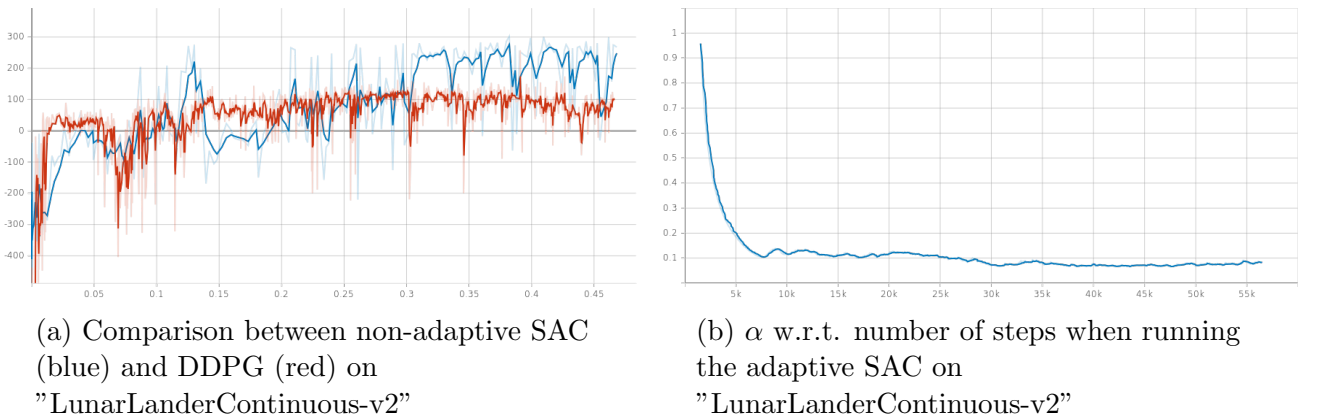 300
200
100
0
-100
-200
-300
-400
0.05 0.1 0.15 0.2 0.25 0.3 0.35 0.4 0.45
1
0.9
0.8
0.7
0.6
0.5
0.4
0.3
0.2
0.1
5k 10k 15k 20k 25k 30k 35k 40k 45k 50k 55k
(a) Comparison between non-adaptive SAC
(blue) and DDPG (red) on
”LunarLanderContinuous-v2”
(b) α w.r.t. number of steps when running
the adaptive SAC on
”LunarLanderContinuous-v2”